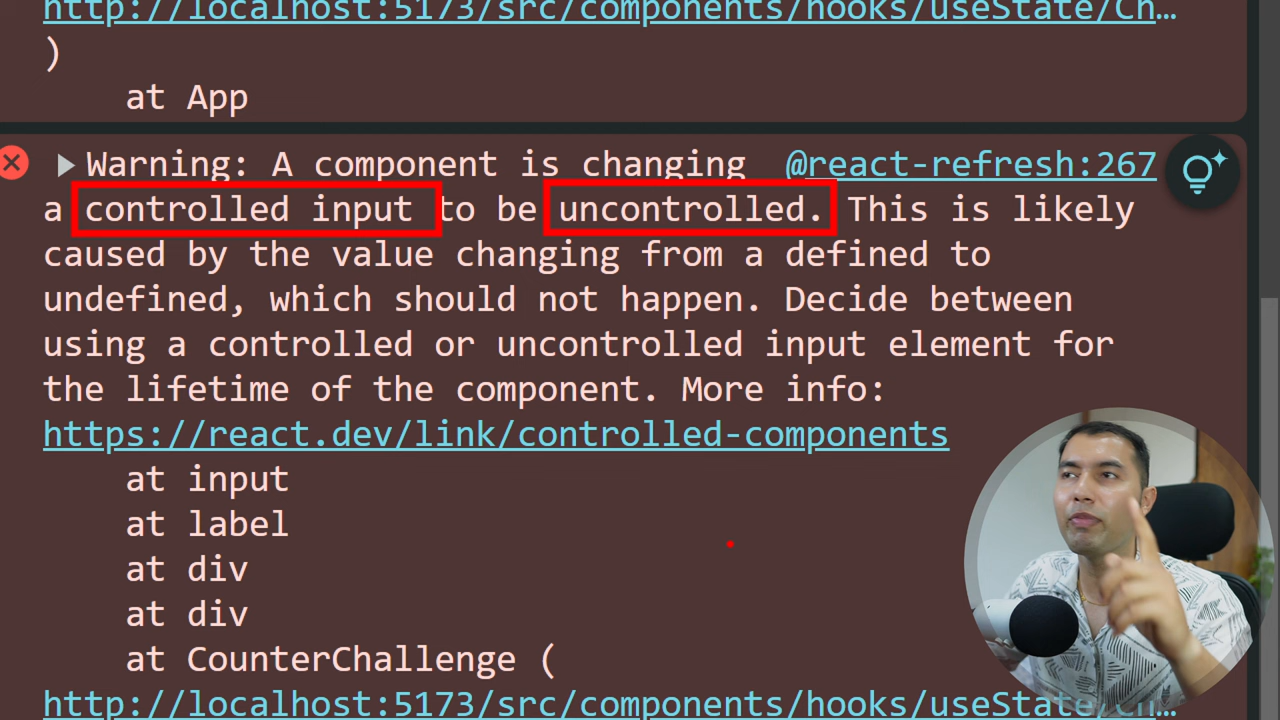 http://localhost:5173/src/components/hooks/useState/Ch…
)
at App
Warning: A component is changing @react-refresh:267
a controlled input to be uncontrolled. This is likely
caused by the value changing from a defined to
undefined, which should not happen. Decide between
using a controlled or uncontrolled input element for
the lifetime of the component. More info:
https://react.dev/link/controlled-components
at input
at label
at div
at div
at CounterChallenge (
http://localhost:5173/src/components/hooks/useState/Ch…